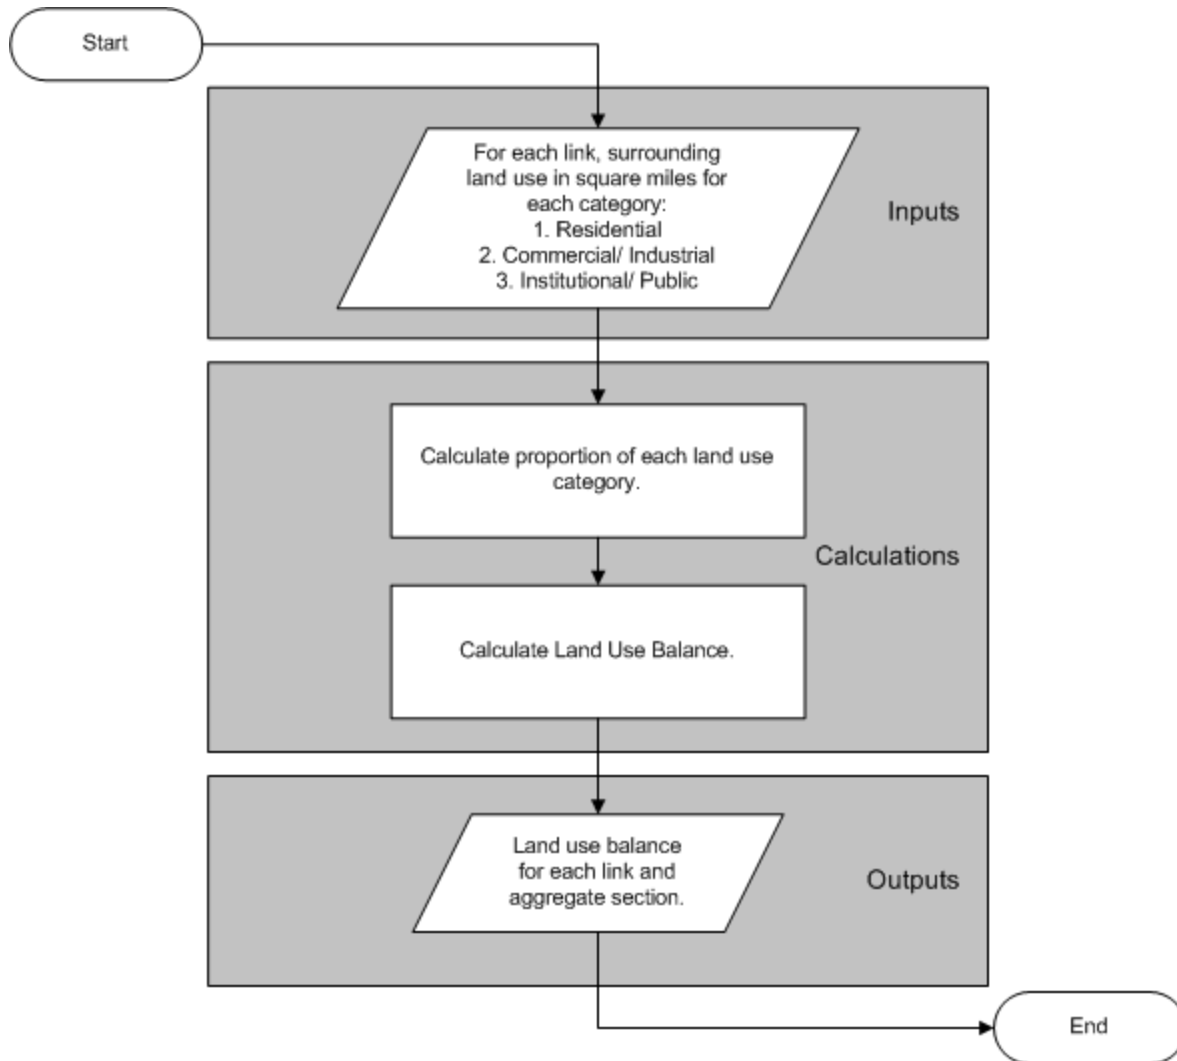 Start
For each link, surrounding
land use in square miles for
each category:
1. Residential
2. Commercial/ Industrial
3. Institutional/ Public
Inputs
Calculate proportion of each land use
category.
Calculations
Calculate Land Use Balance.
Land use balance
for each link and
aggregate section.
Outputs
End